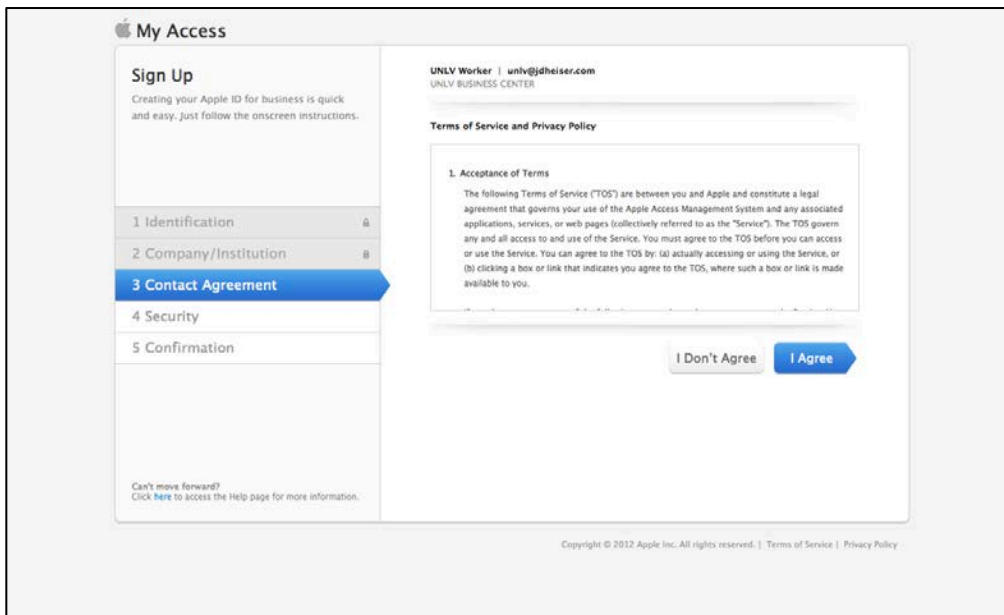 My Access
Sign Up
Creating your Apple ID for business is quick
and easy. Just follow the onscreen instructions.
1 Identification
2 Company/Institution
3 Contact Agreement
4 Security
5 Confirmation
Can't move forward?
Click here to access the Help page for more information.
UNLV Worker | unlv@jdheiser.com
UNLV BUSINESS CENTER
Terms of Service and Privacy Policy
1. Acceptance of Terms
The following Terms of Service ("TOS") are between you and Apple and constitute a legal
agreement that governs your use of the Apple Access Management System and any associated
applications, services, or web pages (collectively referred to as the "Service"). The TOS govern
any and all access to and use of the Service. You must agree to the TOS before you can access
or use the Service. You can agree to the TOS by: (a) actually accessing or using the Service, or
(b) clicking a box or link that indicates you agree to the TOS, where such a box or link is made
available to you.
I Don't Agree
I Agree
Copyright © 2012 Apple Inc. All rights reserved. | Terms of Service | Privacy Policy